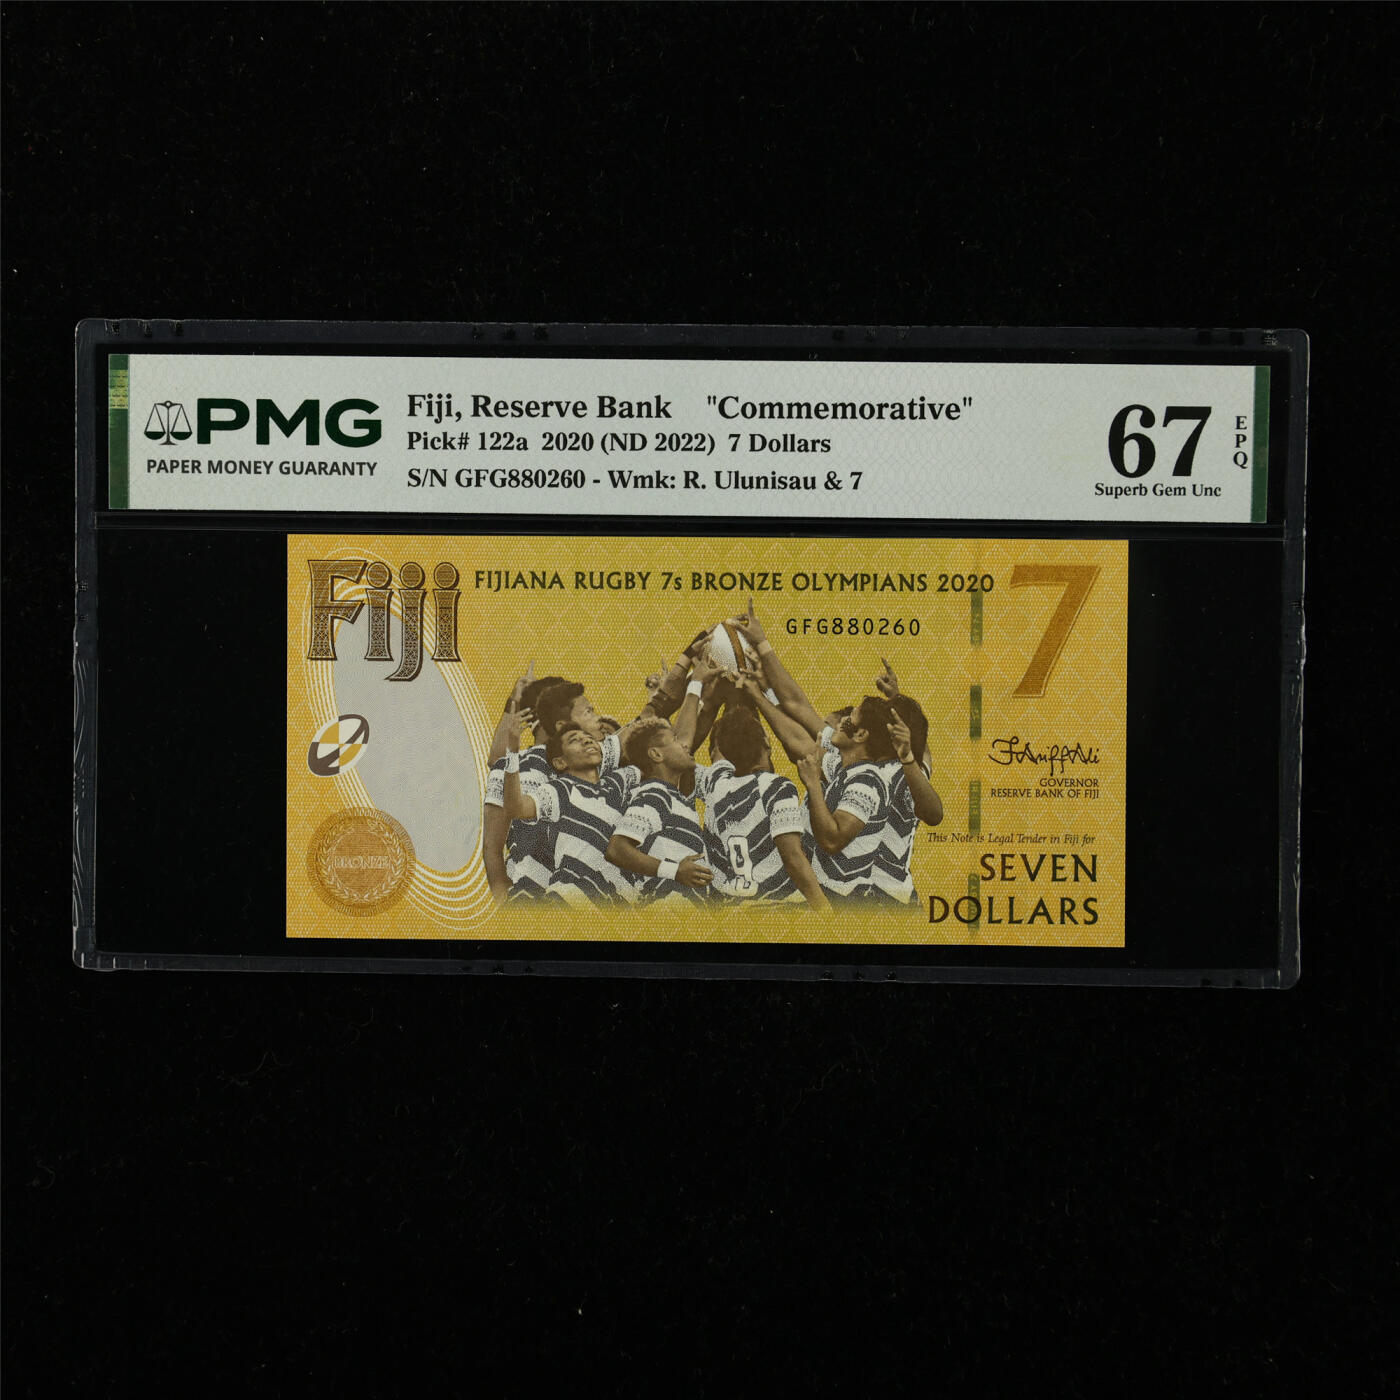 PMG
PAPER MONEY GUARANTY
Fiji, Reserve Bank "Commemorative"
Pick# 122a 2020 (ND 2022) 7 Dollars
S/N GFG880260 - Wmk: R. Ulunisau & 7
67
EPQ
Superb Gem Unc
Fiji
FIJIANA RUGBY 7s BRONZE OLYMPIANS 2020
7
GFG880260
GOVERNOR
RESERVE BANK OF FIJI
This Note is Legal Tender in Fiji for
SEVEN
DOLLARS
BRONZE